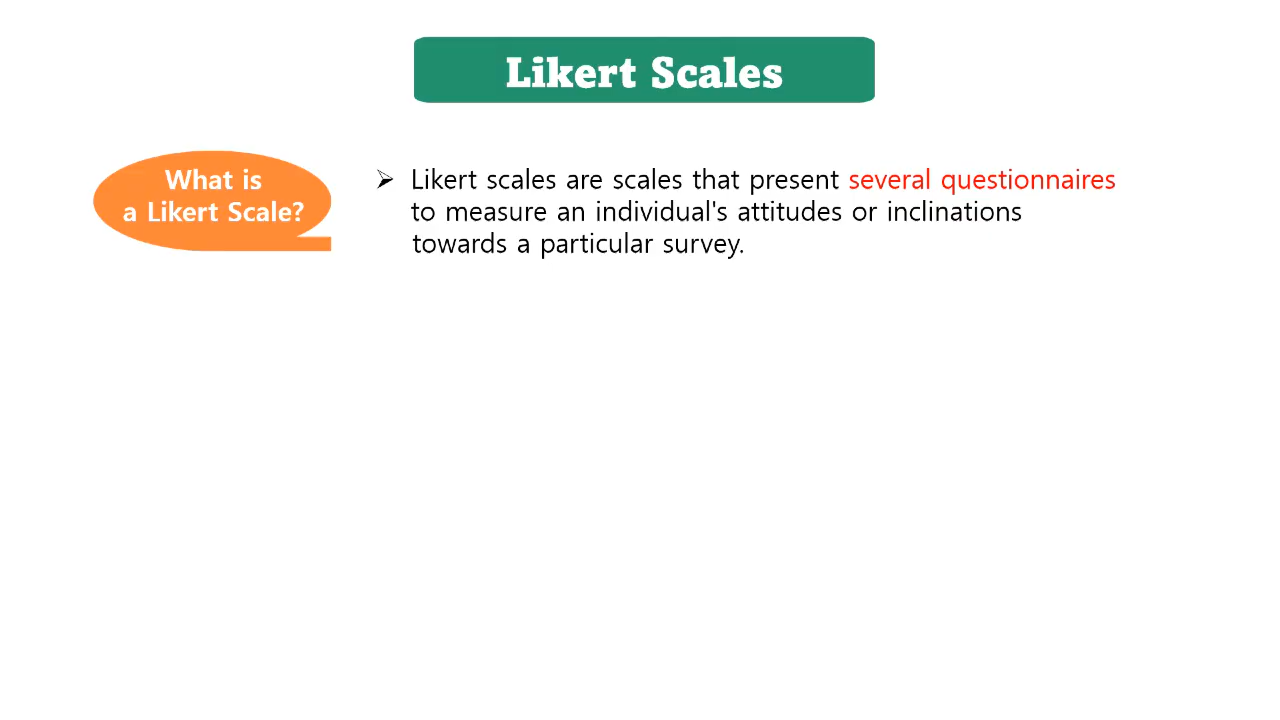 Likert Scales
What is
a Likert Scale?
➢ Likert scales are scales that present several questionnaires
to measure an individual's attitudes or inclinations
towards a particular survey.